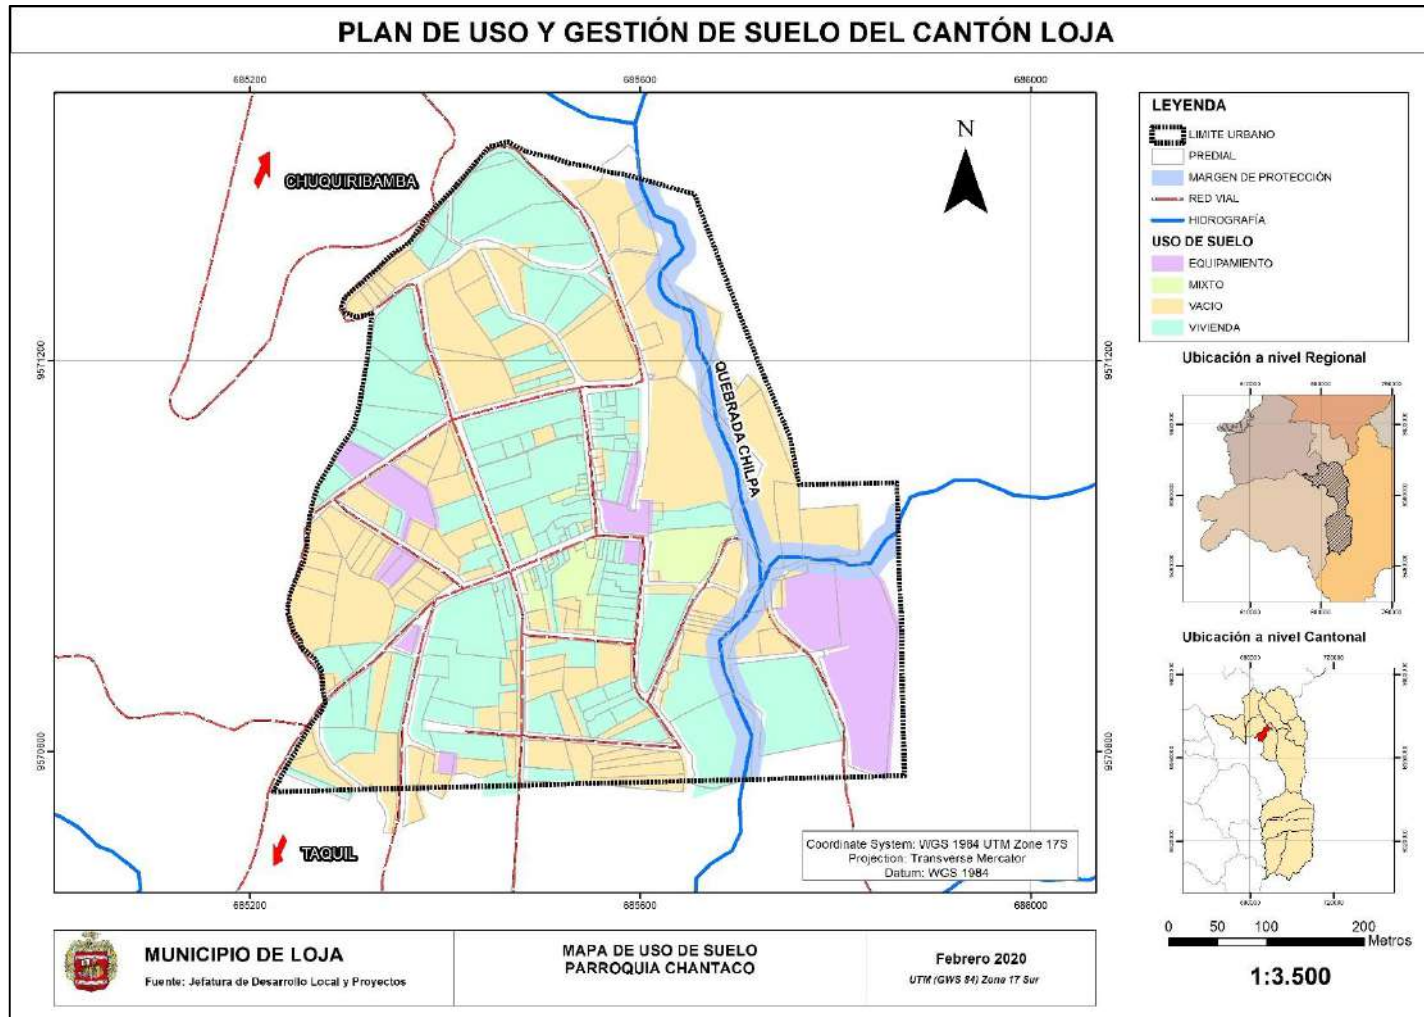 PLAN DE USO Y GESTIÓN DE SUELO DEL CANTÓN LOJA
685200
685600
686000
CHUQUIRIBAMBA
N
9571200
9571200
QUEBRADA CHILPA
9570800
9570800
TAQUIL
Coordinate System: WGS 1984 UTM Zone 17S
Projection: Transverse Mercator
Datum: WGS 1984
685200
685600
686000
LEYENDA
LIMITE URBANO
PREDIAL
MARGEN DE PROTECCIÓN
RED VIAL
HIDROGRAFÍA
USO DE SUELO
EQUIPAMIENTO
MIXTO
VACIO
VIVIENDA
Ubicación a nivel Regional
Ubicación a nivel Cantonal
0 50 100 200
Metros
1:3.500
MUNICIPIO DE LOJA
Fuente: Jefatura de Desarrollo Local y Proyectos
MAPA DE USO DE SUELO
PARROQUIA CHANTACO
Febrero 2020
UTM (GWS 84) Zona 17 Sur